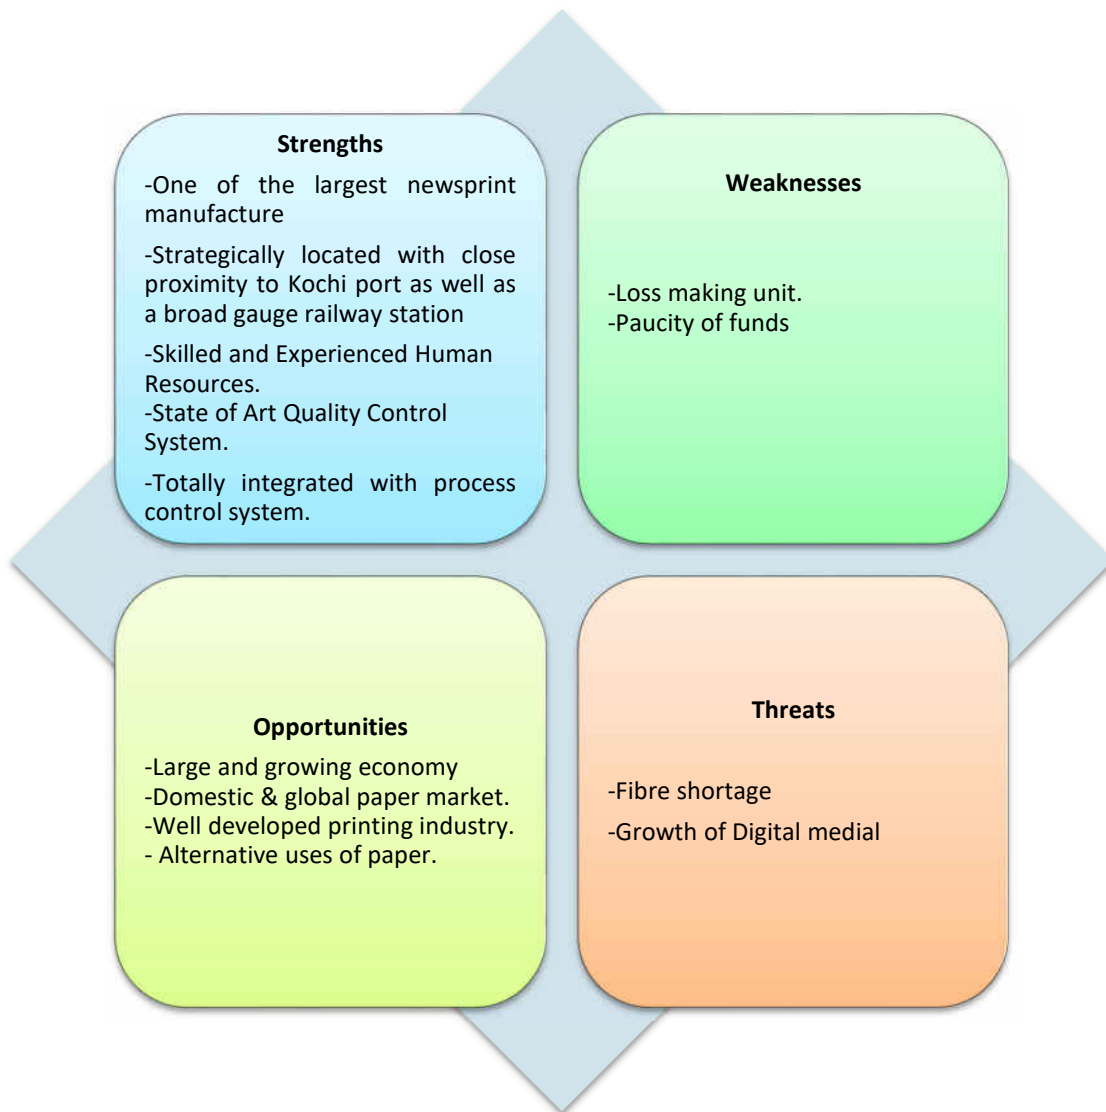 Strengths
-One of the largest newsprint
manufacture
-Strategically located with close
proximity to Kochi port as well as
a broad gauge railway station
-Skilled and Experienced Human
Resources.
-State of Art Quality Control
System.
-Totally integrated with process
control system.
Weaknesses
-Loss making unit.
-Paucity of funds
Opportunities
-Large and growing economy
-Domestic & global paper market.
-Well developed printing industry.
- Alternative uses of paper.
Threats
-Fibre shortage
-Growth of Digital medial